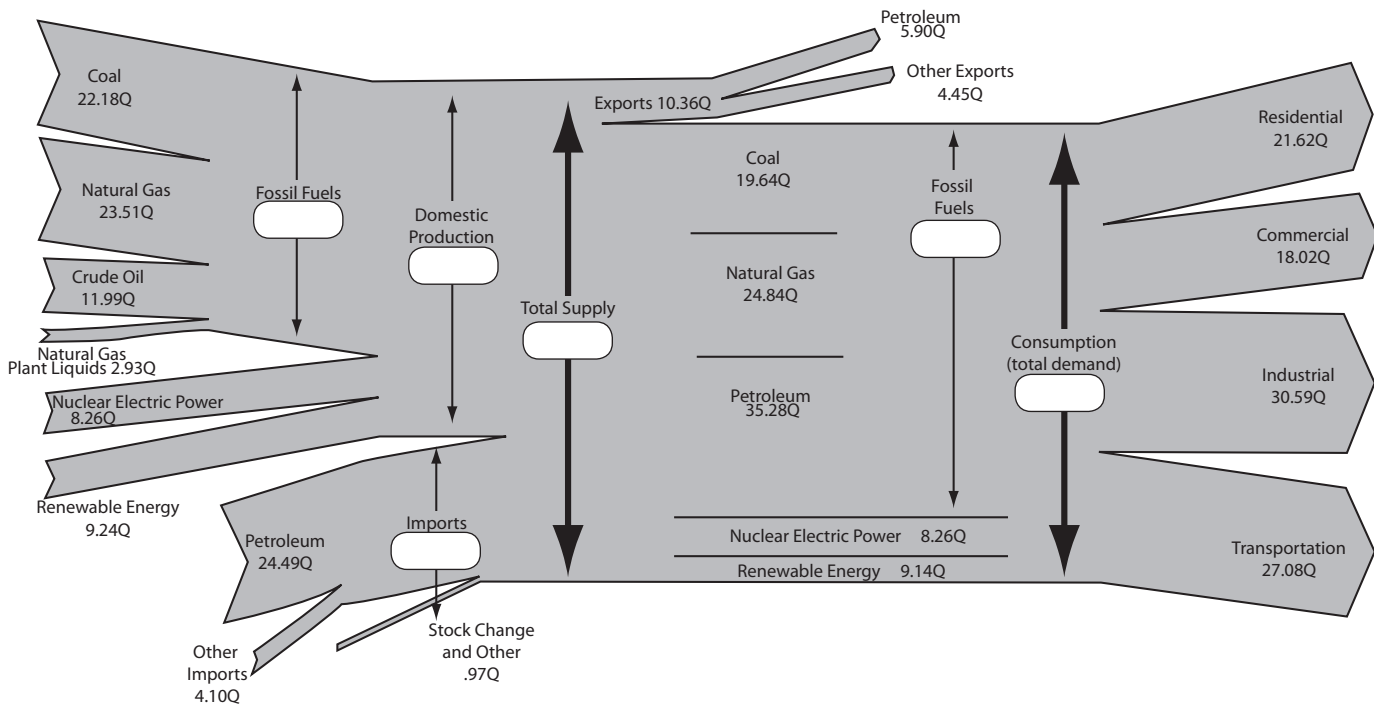 Coal
22.18Q
Natural Gas
23.51Q
Crude Oil
11.99Q
Natural Gas
Plant Liquids 2.93Q
Nuclear Electric Power
8.26Q
Renewable Energy
9.24Q
Fossil Fuels
Domestic
Production
Imports
Petroleum
24.49Q
Other
Imports
4.10Q
Stock Change
and Other
.97Q
Total Supply
Exports 10.36Q
Petroleum
5.90Q
Other Exports
4.45Q
Coal
19.64Q
Natural Gas
24.84Q
Petroleum
35.28Q
Nuclear Electric Power 8.26Q
Renewable Energy 9.14Q
Fossil
Fuels
Consumption
(total demand)
Residential
21.62Q
Commercial
18.02Q
Industrial
30.59Q
Transportation
27.08Q